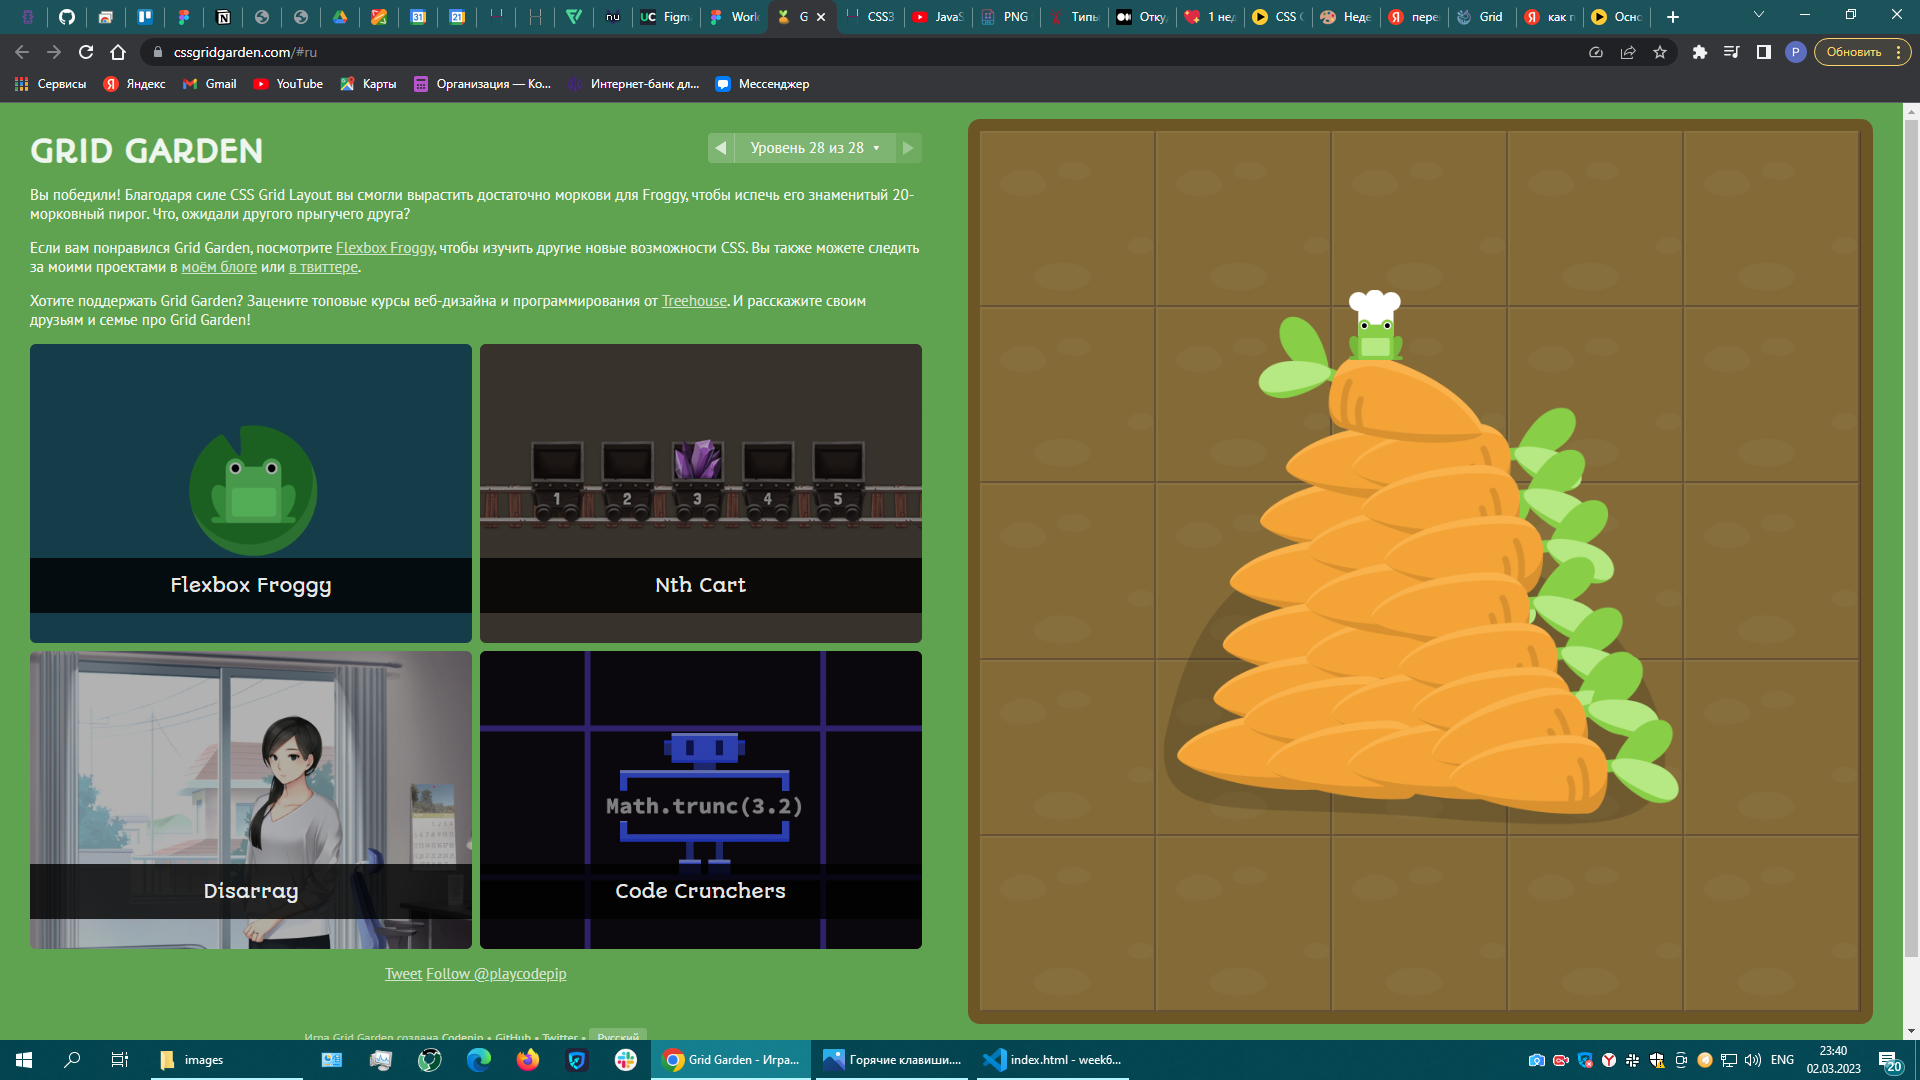 Figm
Work
G
CSS3
JavaS
PNG
Типы
Отку
1 нед
CSS
Неде
пере
Grid
как п
Осно
cssgridgarden.com/#ru
P
Обновить
Сервисы
Яндекс
Gmail
YouTube
Карты
Организация — Ко...
Интернет-банк дл...
Мессенджер
GRID GARDEN
Уровень 28 из 28
Вы победили! Благодаря силе CSS Grid Layout вы смогли вырастить достаточно моркови для Froggy, чтобы испечь его знаменитый 20-
морковный пирог. Что, ожидали другого прыгучего друга?
Если вам понравился Grid Garden, посмотрите Flexbox Froggy, чтобы изучить другие новые возможности CSS. Вы также можете следить
за моими проектами в моём блоге или в твиттере.
Хотите поддержать Grid Garden? Зацените топовые курсы веб-дизайна и программирования от Treehouse. И расскажите своим
друзьям и семье про Grid Garden!
Flexbox Froggy
1 2 3 4 5
Nth Cart
Disarray
Math.trunc(3.2)
Code Crunchers
Tweet Follow @playcodepip
Игра Grid Garden создана Codepip • GitHub • Twitter • Русский
images
Grid Garden - Игра...
Горячие клавиши....
index.html - week6...
ENG
23:40
02.03.2023
20